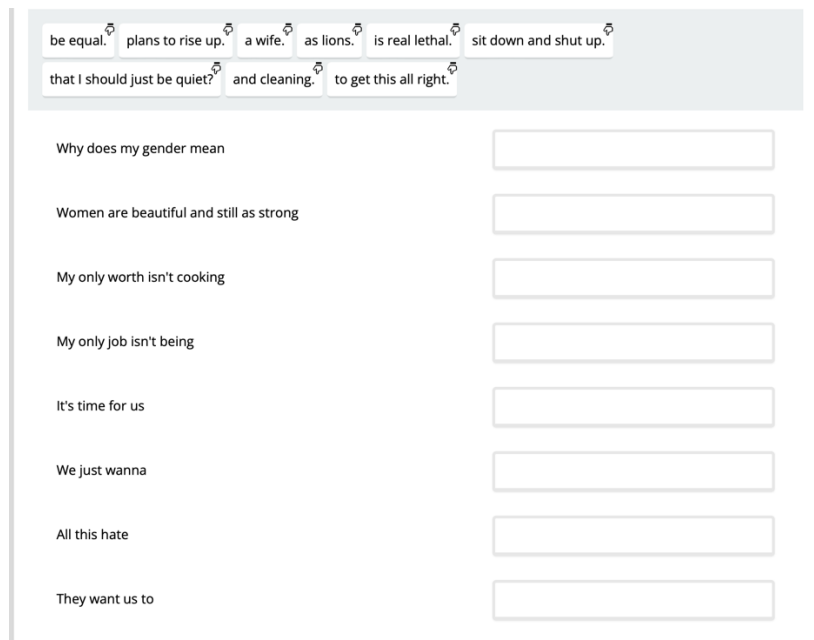 be equal. plans to rise up. a wife. as lions. is real lethal. sit down and shut up.
that I should just be quiet? and cleaning. to get this all right.
Why does my gender mean
Women are beautiful and still as strong
My only worth isn't cooking
My only job isn't being
It's time for us
We just wanna
All this hate
They want us to